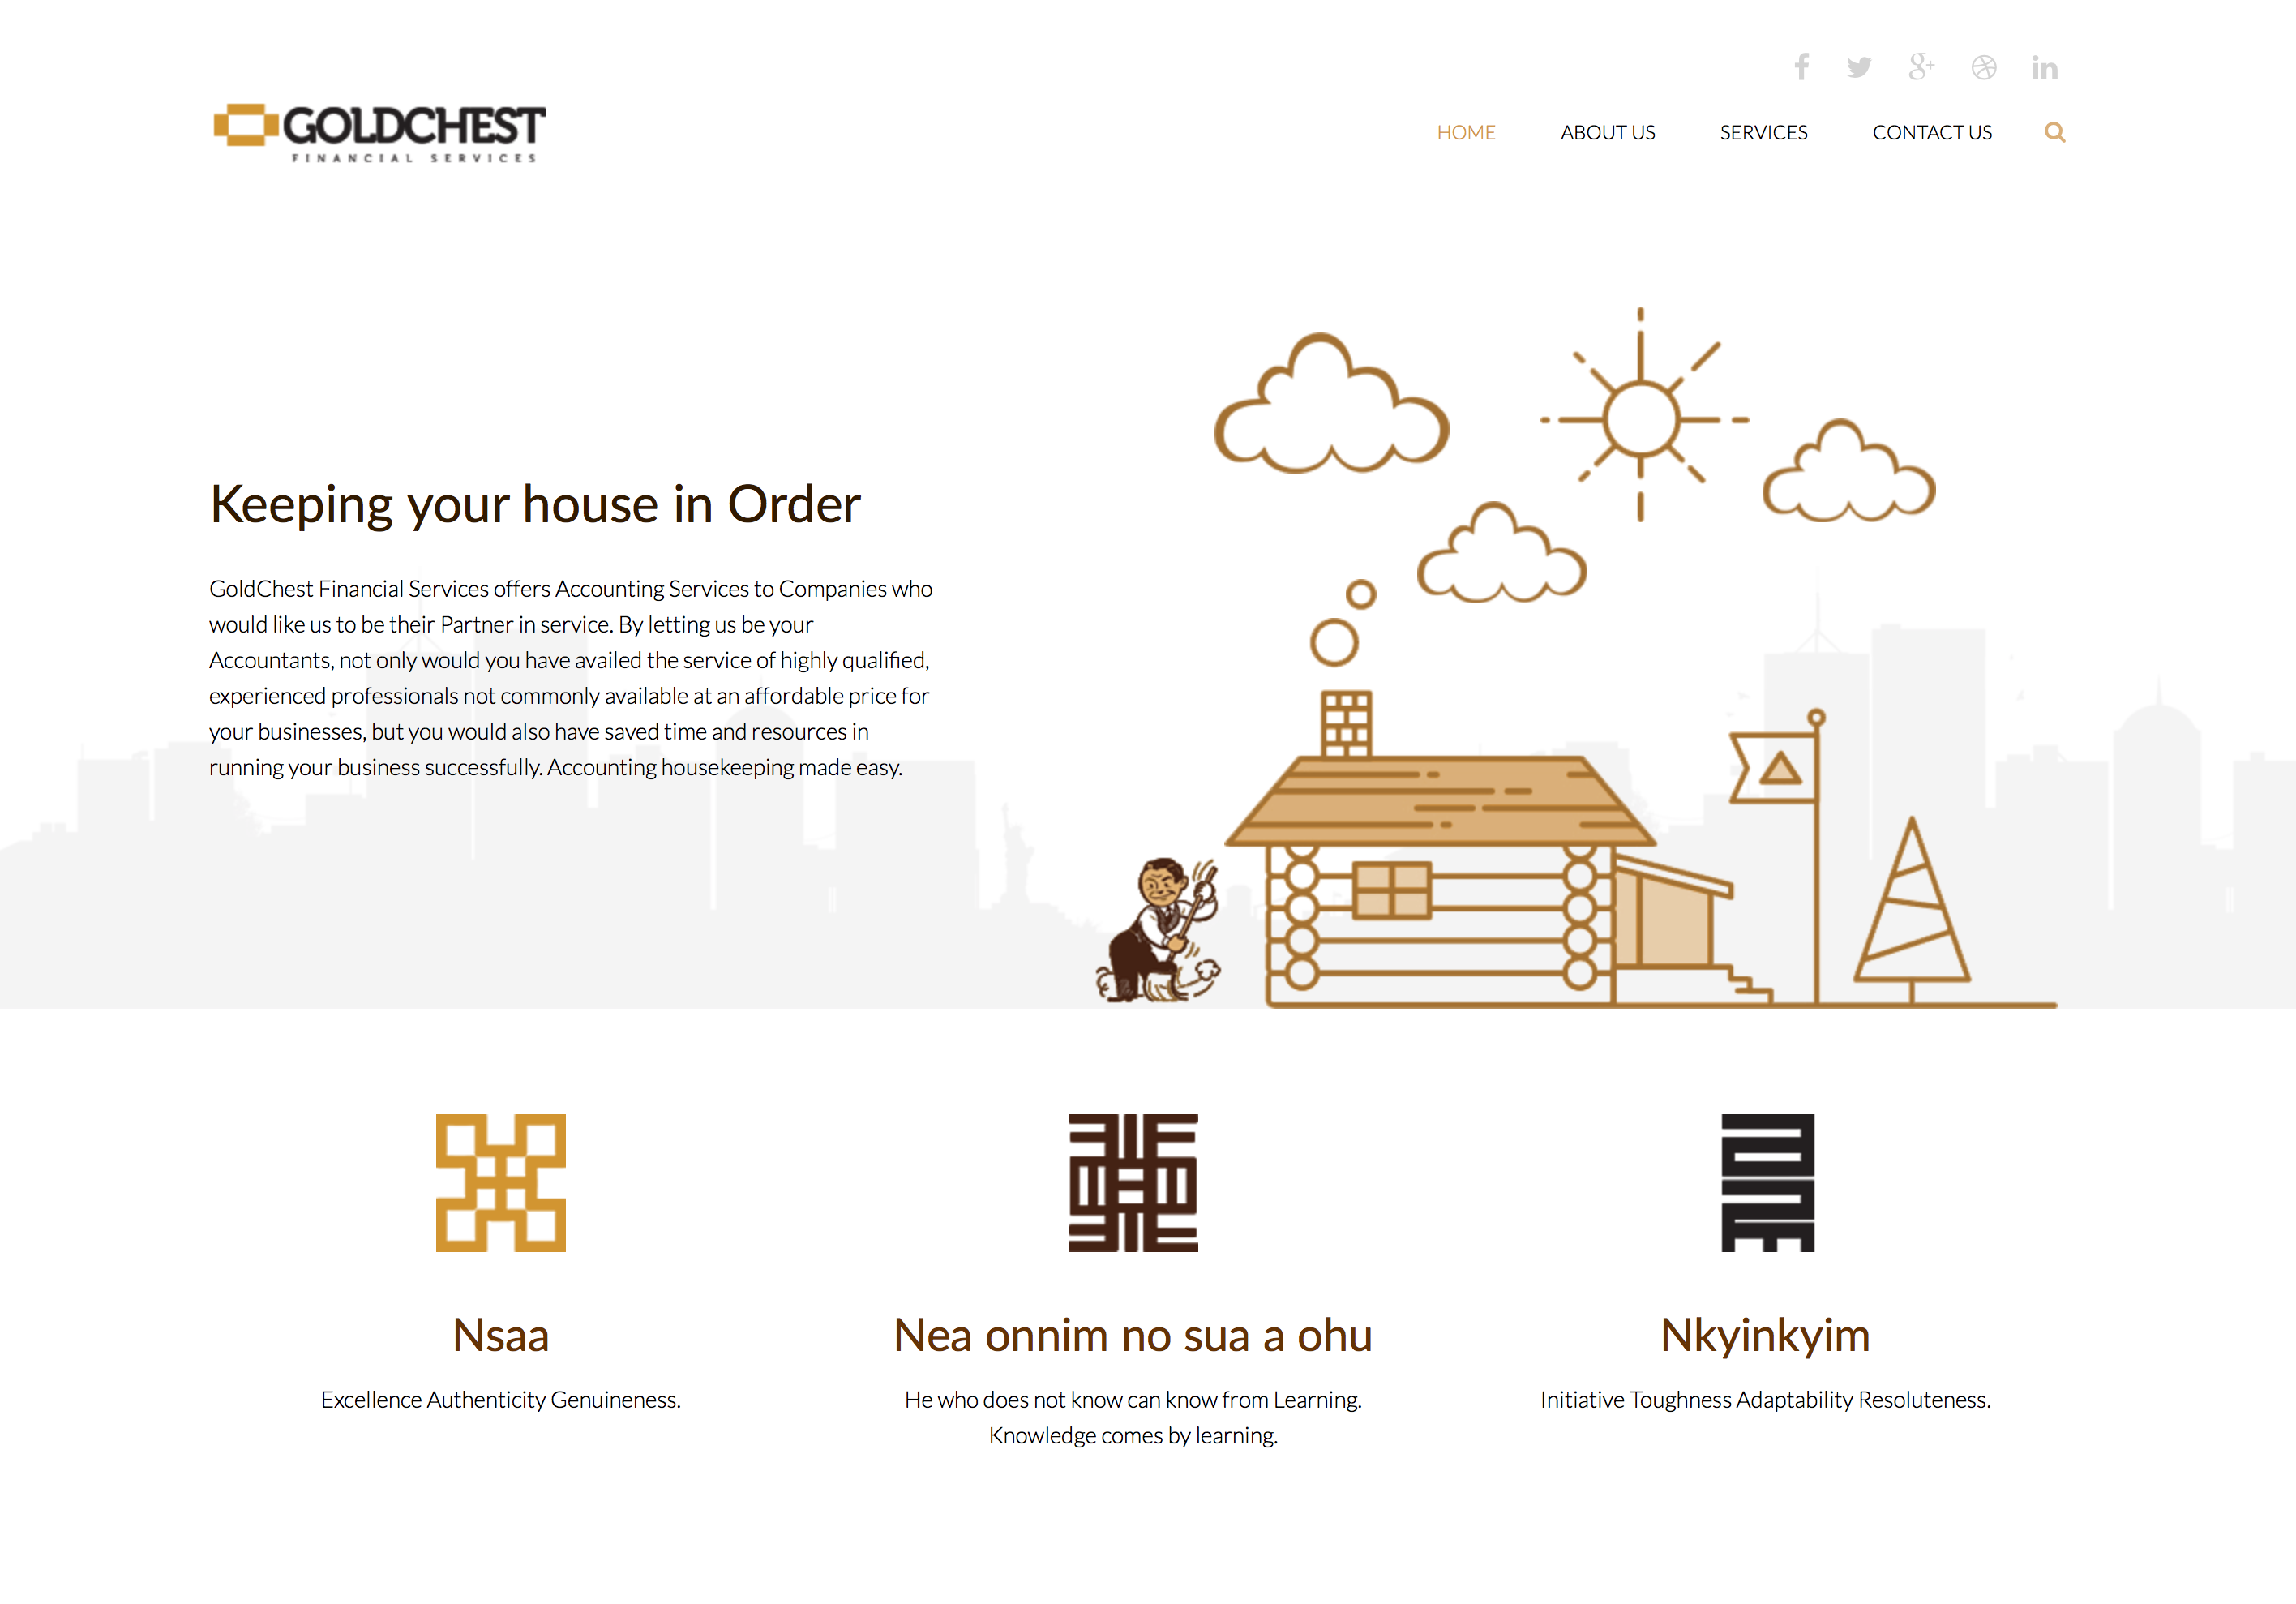 GOLDCHEST
FINANCIAL SERVICES
HOME ABOUT US SERVICES CONTACT US
Keeping your house in Order
GoldChest Financial Services offers Accounting Services to Companies who
would like us to be their Partner in service. By letting us be your
Accountants, not only would you have availed the service of highly qualified,
experienced professionals not commonly available at an affordable price for
your businesses, but you would also have saved time and resources in
running your business successfully. Accounting housekeeping made easy.
Nsaa
Excellence Authenticity Genuineness.
Nea onnim no sua a ohu
He who does not know can know from Learning.
Knowledge comes by learning.
Nkyinkyim
Initiative Toughness Adaptability Resoluteness.